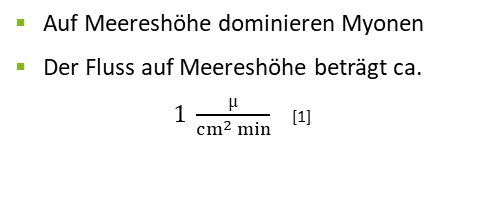 ▪ Auf Meereshöhe dominieren Myonen
▪ Der Fluss auf Meereshöhe beträgt ca.
1 μ/(cm² min) [1]